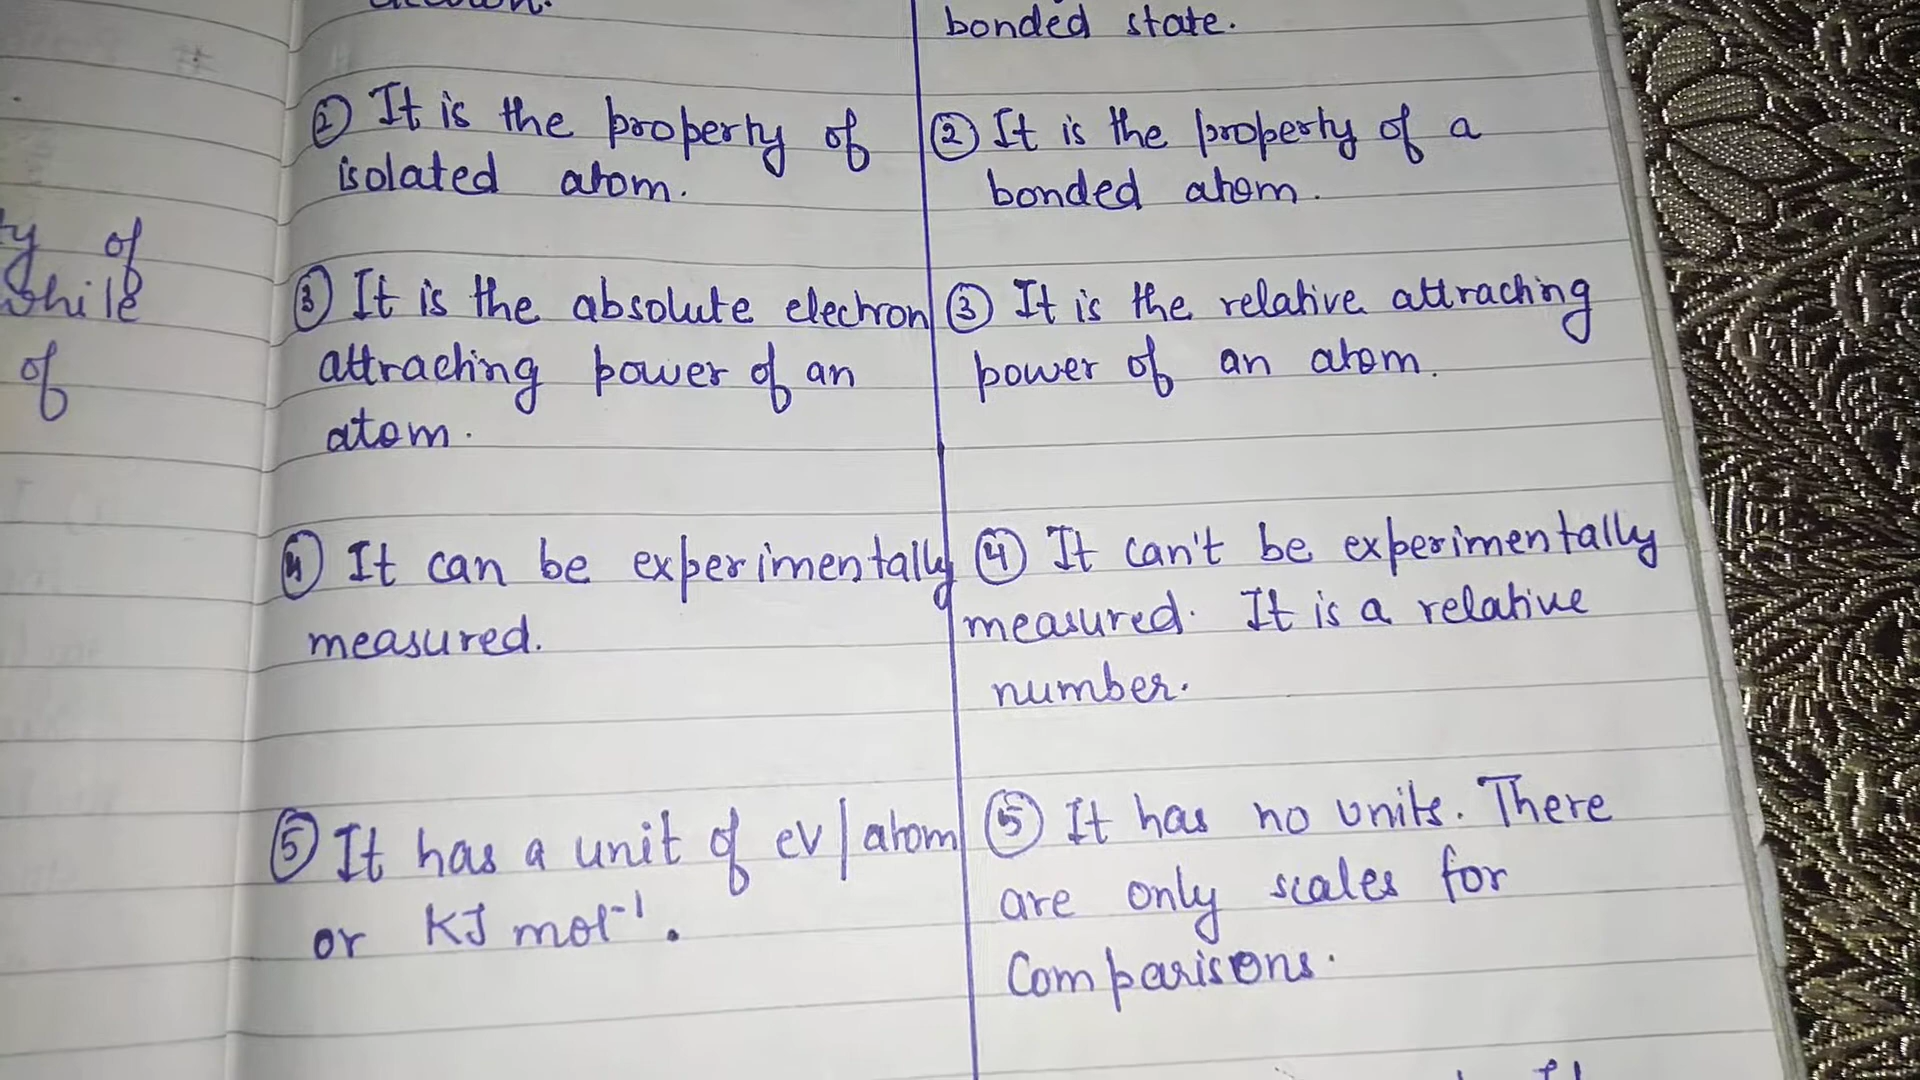 bonded state.
② It is the property of
isolated atom.
② It is the property of a
bonded atom.
ty of
while
of
③ It is the absolute electron
attracting power of an
atom.
③ It is the relative attracting
power of an atom.
④ It can be experimentally
measured.
④ It can't be experimentally
measured. It is a relative
number.
⑤ It has a unit of eV/atom
or KJ mol⁻¹.
⑤ It has no units. There
are only scales for
Comparisons.